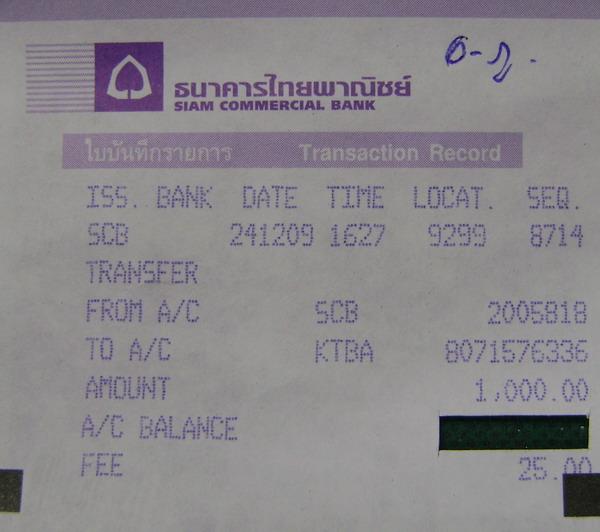 ธนาคารไทยพาณิชย์
SIAM COMMERCIAL BANK
ใบบันทึกรายการ Transaction Record
ISS. BANK DATE TIME LOCAT. SEQ.
SCB 241209 1627 9299 8714
TRANSFER
FROM A/C SCB 2005818
TO A/C KTBA 8071576336
AMOUNT 1,000.00
A/C BALANCE
FEE 25.00